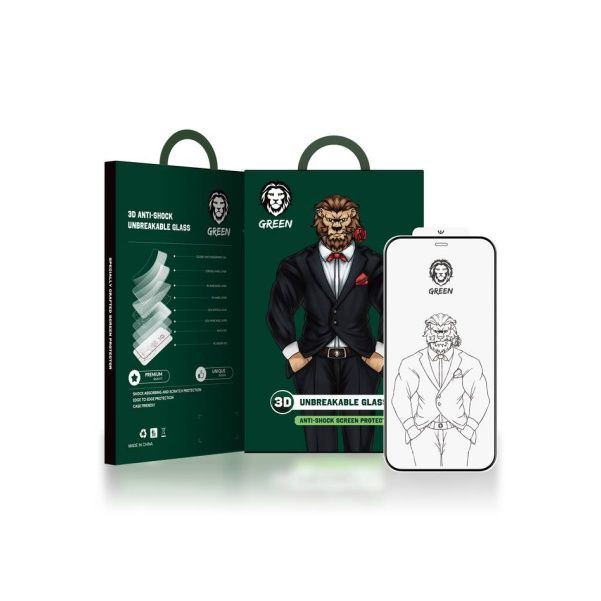 3D ANTI-SHOCK
UNBREAKABLE GLASS
GREEN
SPECIALLY CRAFTED SCREEN PROTECTOR
PREMIUM
QUALITY
UNIQUE
SHOCK ABSORBING AND SCRATCH PROTECTION
EDGE TO EDGE PROTECTION
CASE FRIENDLY
MADE IN CHINA
GREEN
3D
UNBREAKABLE GLASS
ANTI-SHOCK SCREEN PROTECT
GREEN